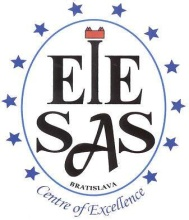 EIE
SAS
BRATISLAVA
Centre of Excellence